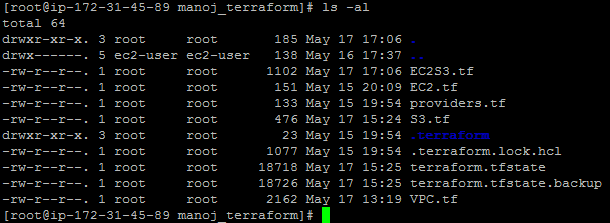 [root@ip-172-31-45-89 manoj_terraform]# ls -al
total 64
drwxr-xr-x. 3 root     root       185 May 17 17:06 .
drwx------. 5 ec2-user ec2-user   138 May 16 17:37 ..
-rw-r--r--. 1 root     root      1102 May 17 17:06 EC2S3.tf
-rw-r--r--. 1 root     root       151 May 15 20:09 EC2.tf
-rw-r--r--. 1 root     root       133 May 15 19:54 providers.tf
-rw-r--r--. 1 root     root       476 May 17 15:24 S3.tf
drwxr-xr-x. 3 root     root        23 May 15 19:54 .terraform
-rw-r--r--. 1 root     root      1077 May 15 19:54 .terraform.lock.hcl
-rw-r--r--. 1 root     root     18718 May 17 15:25 terraform.tfstate
-rw-r--r--. 1 root     root     18726 May 17 15:25 terraform.tfstate.backup
-rw-r--r--. 1 root     root      2162 May 17 13:19 VPC.tf
[root@ip-172-31-45-89 manoj_terraform]#